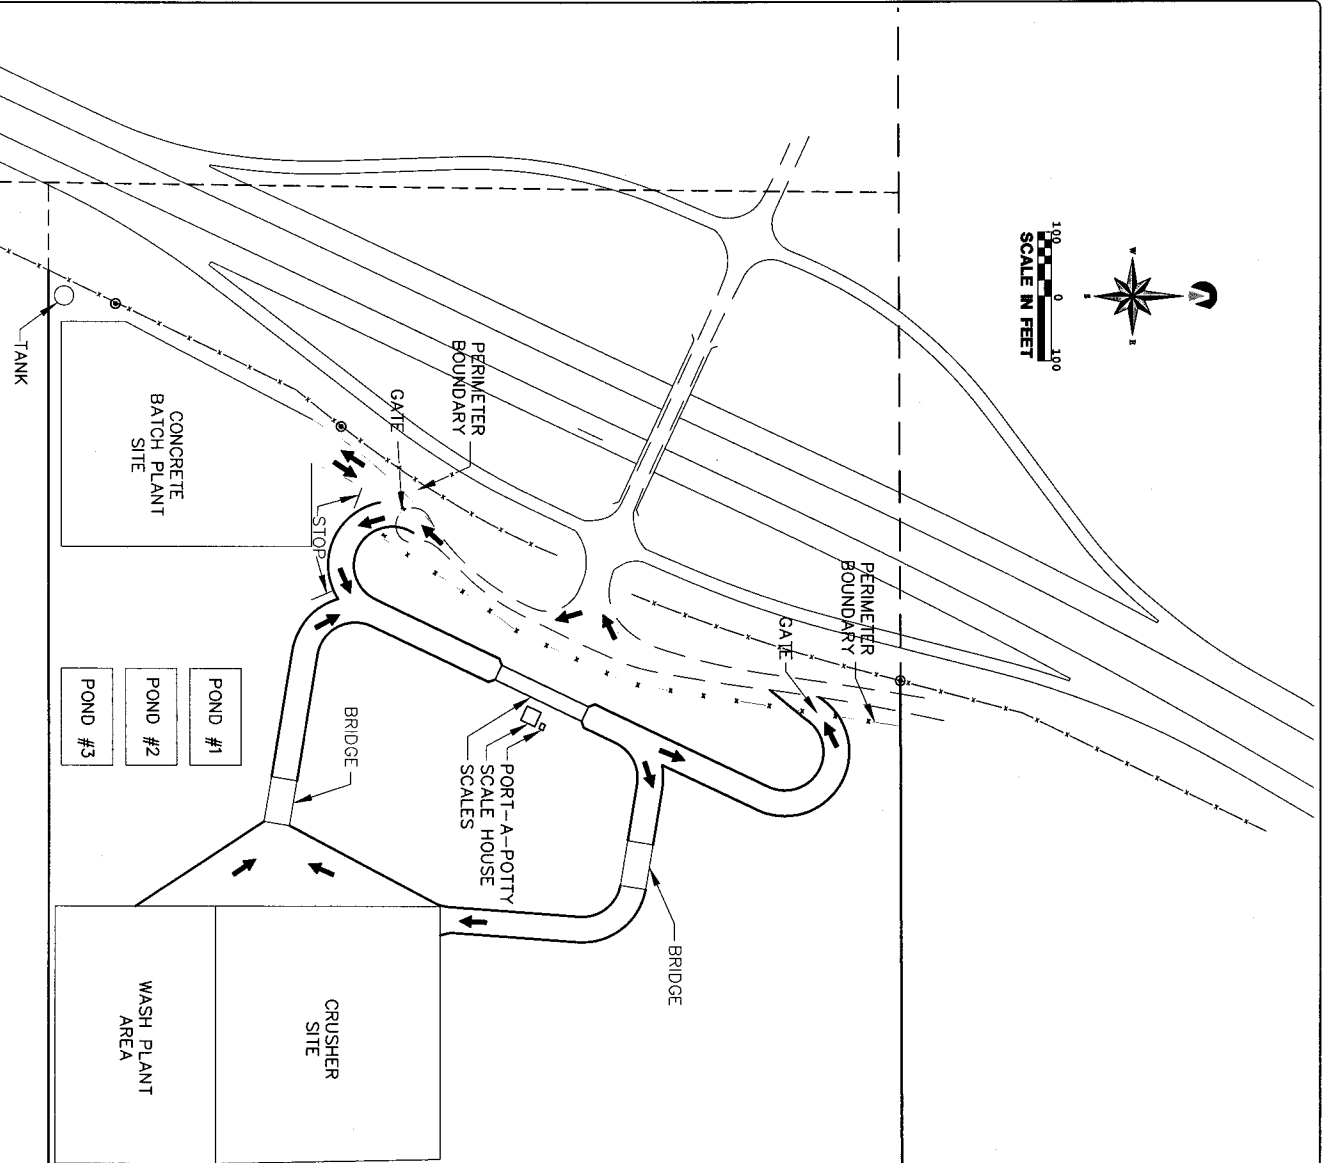 W
S
E
100
0
100
SCALE IN FEET
PERIMETER
BOUNDARY
GATE
PERIMETER
BOUNDARY
GATE
TANK
CONCRETE
BATCH PLANT
SITE
STOP
POND #1
POND #2
POND #3
BRIDGE
PORT-A-POTTY
SCALE HOUSE
SCALES
BRIDGE
CRUSHER
SITE
WASH PLANT
AREA